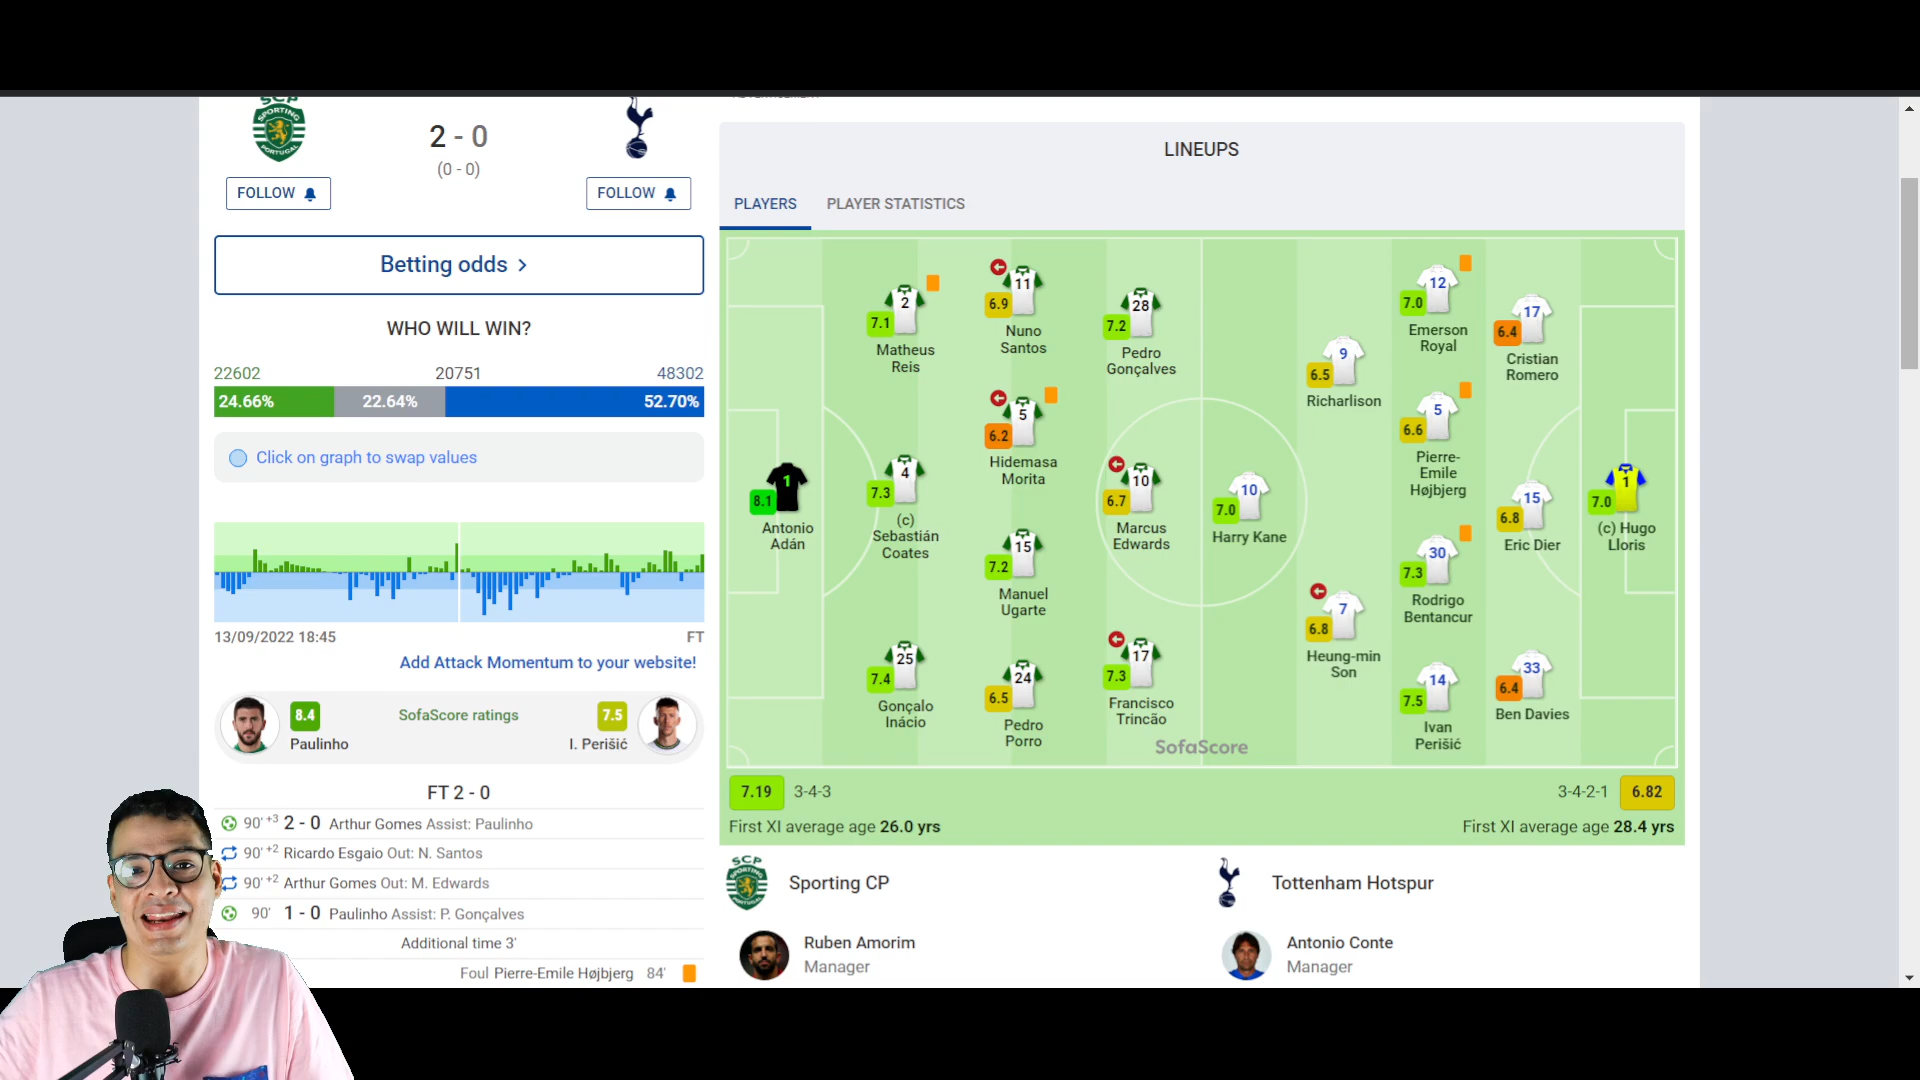 SCP
SPORTING
PORTUGAL
2 - 0
(0 - 0)
FOLLOW
FOLLOW
Betting odds >
WHO WILL WIN?
22602
20751
48302
24.66%
22.64%
52.70%
Click on graph to swap values
13/09/2022 18:45
FT
Add Attack Momentum to your website!
8.4
Paulinho
SofaScore ratings
7.5
I. Perišić
FT 2 - 0
90' +3 2 - 0 Arthur Gomes Assist: Paulinho
90' +2 Ricardo Esgaio Out: N. Santos
90' +2 Arthur Gomes Out: M. Edwards
90' 1 - 0 Paulinho Assist: P. Gonçalves
Additional time 3'
Foul Pierre-Emile Højbjerg 84'
LINEUPS
PLAYERS
PLAYER STATISTICS
1
8.1
Antonio
Adán
2
7.1
Matheus
Reis
4
7.3
(c)
Sebastián
Coates
25
7.4
Gonçalo
Inácio
11
6.9
Nuno
Santos
5
6.2
Hidemasa
Morita
15
7.2
Manuel
Ugarte
24
6.5
Pedro
Porro
28
7.2
Pedro
Gonçalves
10
6.7
Marcus
Edwards
17
7.3
Francisco
Trincão
10
7.0
Harry Kane
9
6.5
Richarlison
7
6.8
Heung-min
Son
12
7.0
Emerson
Royal
5
6.6
Pierre-
Emile
Højbjerg
30
7.3
Rodrigo
Bentancur
14
7.5
Ivan
Perišić
17
6.4
Cristian
Romero
15
6.8
Eric Dier
33
6.4
Ben Davies
1
7.0
(c) Hugo
Lloris
SofaScore
7.19 3-4-3
3-4-2-1 6.82
First XI average age 26.0 yrs
First XI average age 28.4 yrs
SCP
SPORTING
PORTUGAL
Sporting CP
Tottenham Hotspur
Ruben Amorim
Manager
Antonio Conte
Manager